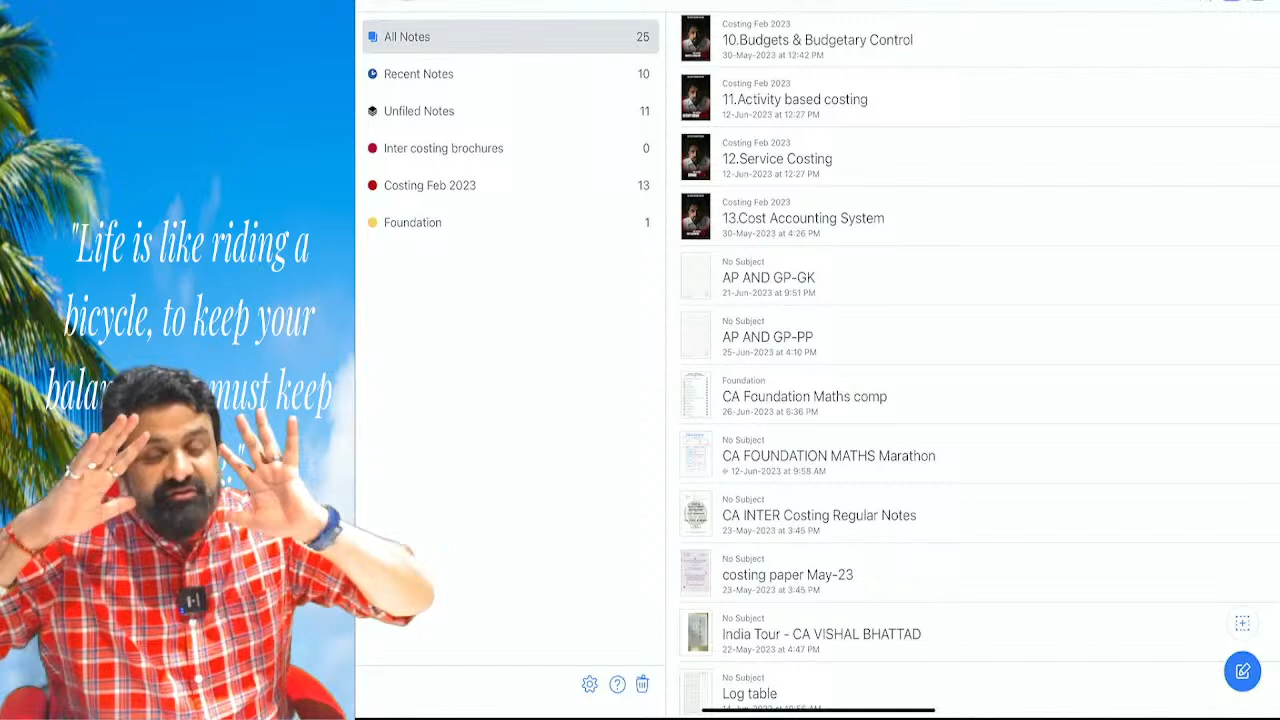 "Life is like riding a
bicycle, to keep your
must keep
All Notes 25
Recent Notes 10
Unfiled Notes 11
Inter costing brochures 0
Costing Feb 2023 13
Foundation 1
Costing Feb 2023
10.Budgets & Budgetary Control
30-May-2023 at 12:42 PM
Costing Feb 2023
11.Activity based costing
12-Jun-2023 at 12:27 PM
Costing Feb 2023
12.Service Costing
12-Jun-2023 at 12:27 PM
Costing Feb 2023
13.Cost Accounting System
30-May-2023 at 4:26 PM
No Subject
AP AND GP-GK
21-Jun-2023 at 9:51 PM
No Subject
AP AND GP-PP
25-Jun-2023 at 4:10 PM
Foundation
CA Foundation Maths comp
26-Jun-2023 at 6:36 PM
No Subject
CA FOUNDATION MATHS Marathon
12-Jun-2023 at 9:58 AM
No Subject
CA INTER Costing Regular Notes
23-May-2023 at 3:45 PM
No Subject
costing paper May-23
23-May-2023 at 3:45 PM
No Subject
India Tour - CA VISHAL BHATTAD
22-May-2023 at 4:47 PM
No Subject
Log table
14-Jun-2023 at 10:56 AM